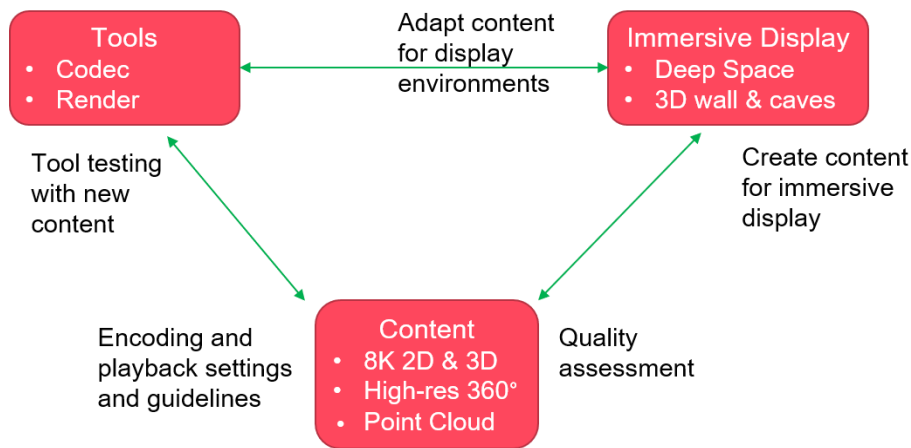 Tools
• Codec
• Render
Adapt content
for display
environments
Immersive Display
• Deep Space
• 3D wall & caves
Tool testing
with new
content
Create content
for immersive
display
Encoding and
playback settings
and guidelines
Content
• 8K 2D & 3D
• High-res 360°
• Point Cloud
Quality
assessment